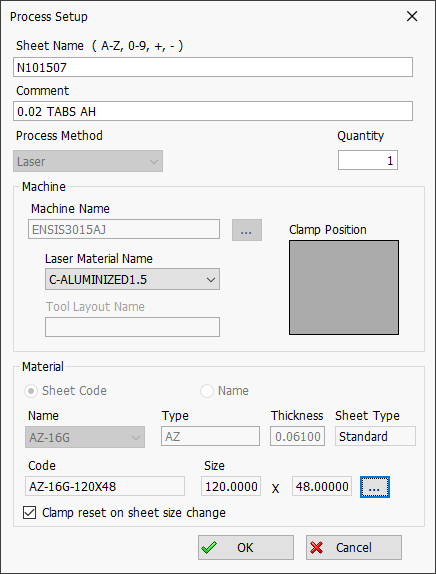 Process Setup
Sheet Name ( A-Z, 0-9, +, - )
N101507
Comment
0.02 TABS AH
Process Method
Quantity
Laser
1
Machine
Machine Name
ENSIS3015AJ
...
Clamp Position
Laser Material Name
C-ALUMINIZED1.5
Tool Layout Name
Material
Sheet Code
Name
Name
Type
Thickness
Sheet Type
AZ-16G
AZ
0.06100
Standard
Code
Size
AZ-16G-120X48
120.0000
X
48.00000
...
Clamp reset on sheet size change
OK
Cancel